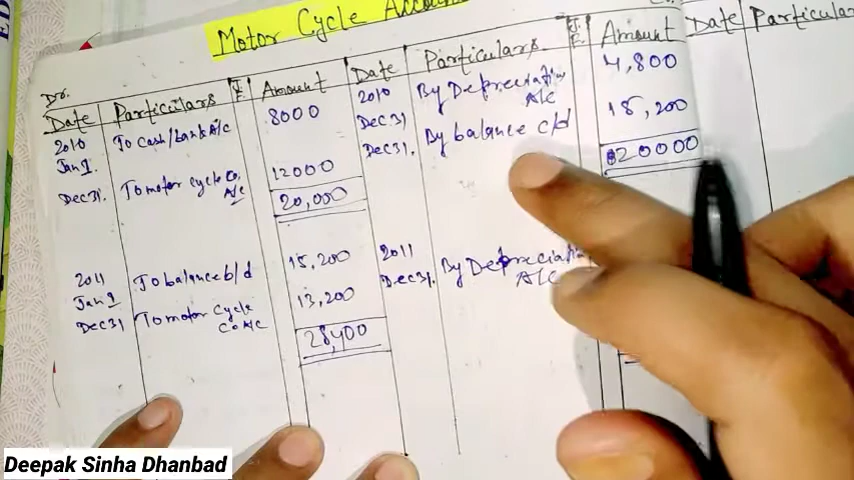 Motor Cycle Accoun
Dr.
Date Particulars J.F. Amount Date Particulars J.F. Amount Date Particular
2010 8000 2010 By Depreciation A/C 4,800
Jan 1 To Cash/bank A/C Dec 31
Dec 31. By balance c/d 15,200
Dec 31. To motor cycle Co. A/c 12000
20,000 20000
2011 To balance b/d 15,200 2011
Jan 1 Dec 31. By Depreciation A/C
Dec 31 To motor Cycle Co A/c 13,200
28,400
Deepak Sinha Dhanbad